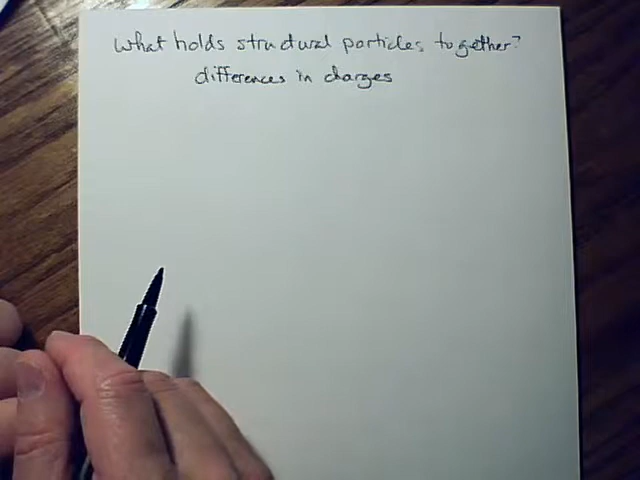 what holds structural particles together?
differences in charges